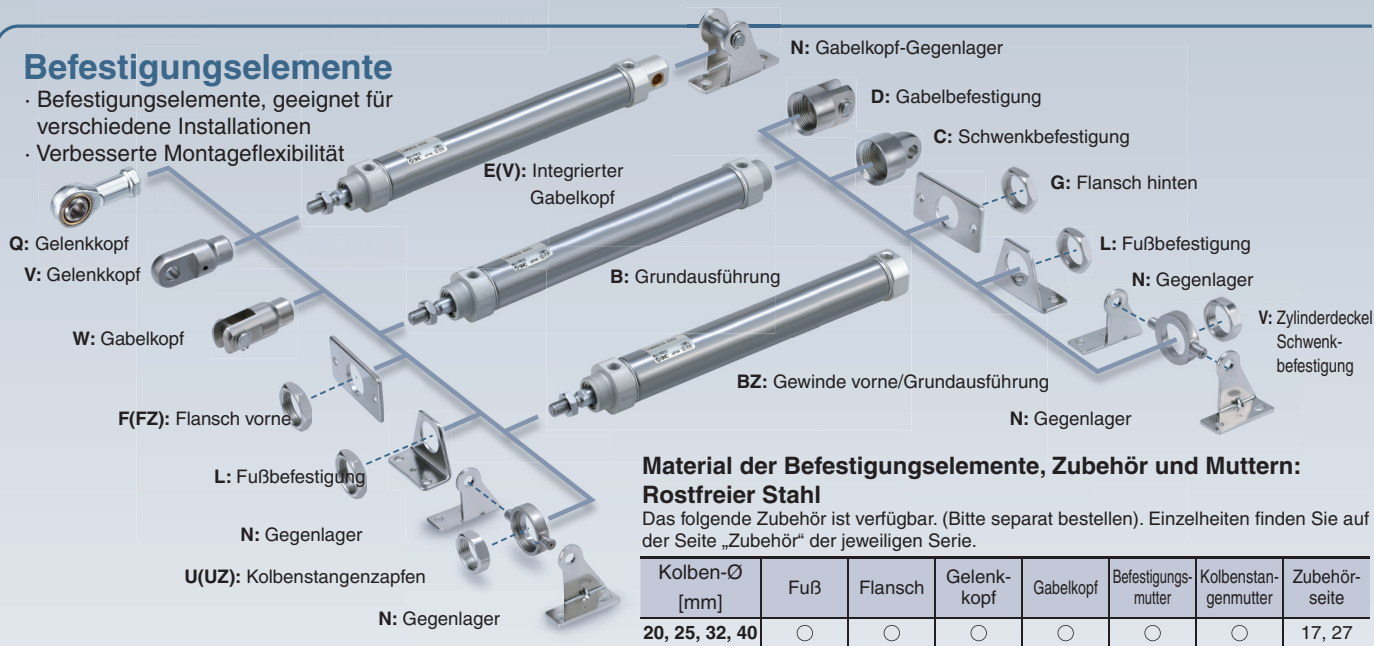 Befestigungselemente
· Befestigungselemente, geeignet für
verschiedene Installationen
· Verbesserte Montageflexibilität
N: Gabelkopf-Gegenlager
D: Gabelbefestigung
C: Schwenkbefestigung
E(V): Integrierter
Gabelkopf
G: Flansch hinten
Q: Gelenkkopf
V: Gelenkkopf
L: Fußbefestigung
B: Grundausführung
N: Gegenlager
W: Gabelkopf
V: Zylinderdeckel
Schwenk-
befestigung
BZ: Gewinde vorne/Grundausführung
F(FZ): Flansch vorne
N: Gegenlager
L: Fußbefestigung
N: Gegenlager
U(UZ): Kolbenstangenzapfen
N: Gegenlager
Material der Befestigungselemente, Zubehör und Muttern:
Rostfreier Stahl
Das folgende Zubehör ist verfügbar. (Bitte separat bestellen). Einzelheiten finden Sie auf
der Seite „Zubehör“ der jeweiligen Serie.
Kolben-Ø
[mm]
Fuß
Flansch
Gelenk-
kopf
Gabelkopf
Befestigungs-
mutter
Kolbenstan-
genmutter
Zubehör-
seite
20, 25, 32, 40 ○ ○ ○ ○ ○ ○ 17, 27